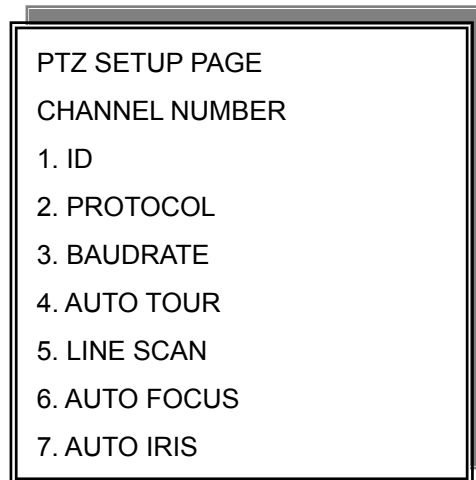 PTZ SETUP PAGE
CHANNEL NUMBER
1. ID
2. PROTOCOL
3. BAUDRATE
4. AUTO TOUR
5. LINE SCAN
6. AUTO FOCUS
7. AUTO IRIS